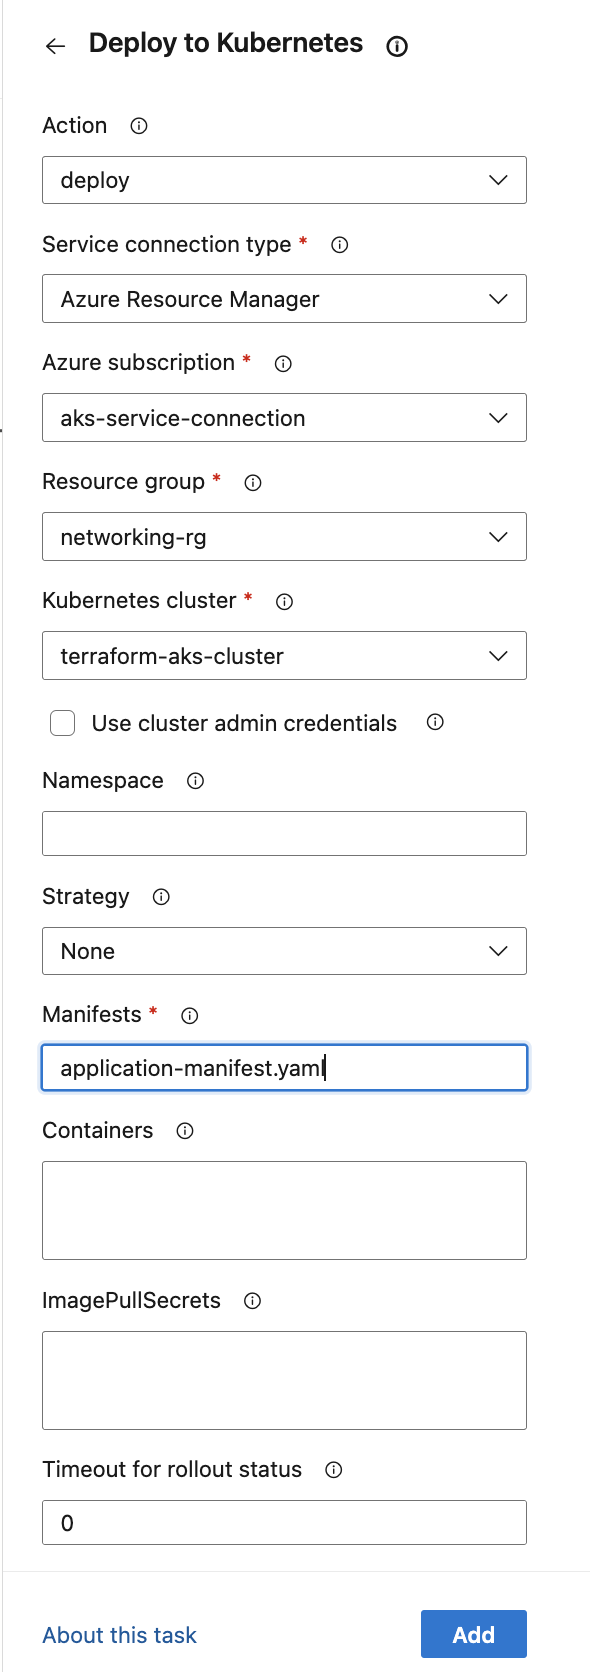 Deploy to Kubernetes
Action
deploy
Service connection type *
Azure Resource Manager
Azure subscription *
aks-service-connection
Resource group *
networking-rg
Kubernetes cluster *
terraform-aks-cluster
Use cluster admin credentials
Namespace
Strategy
None
Manifests *
application-manifest.yaml
Containers
ImagePullSecrets
Timeout for rollout status
0
About this task
Add